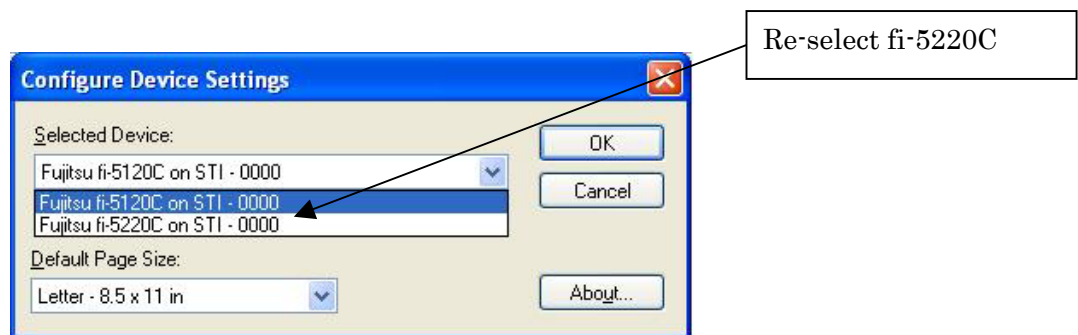 Re-select fi-5220C
Configure Device Settings
Selected Device:
OK
Fujitsu fi-5120C on STI - 0000
Cancel
Fujitsu fi-5120C on STI - 0000
Fujitsu fi-5220C on STI - 0000
Default Page Size:
Letter - 8.5 x 11 in
About...